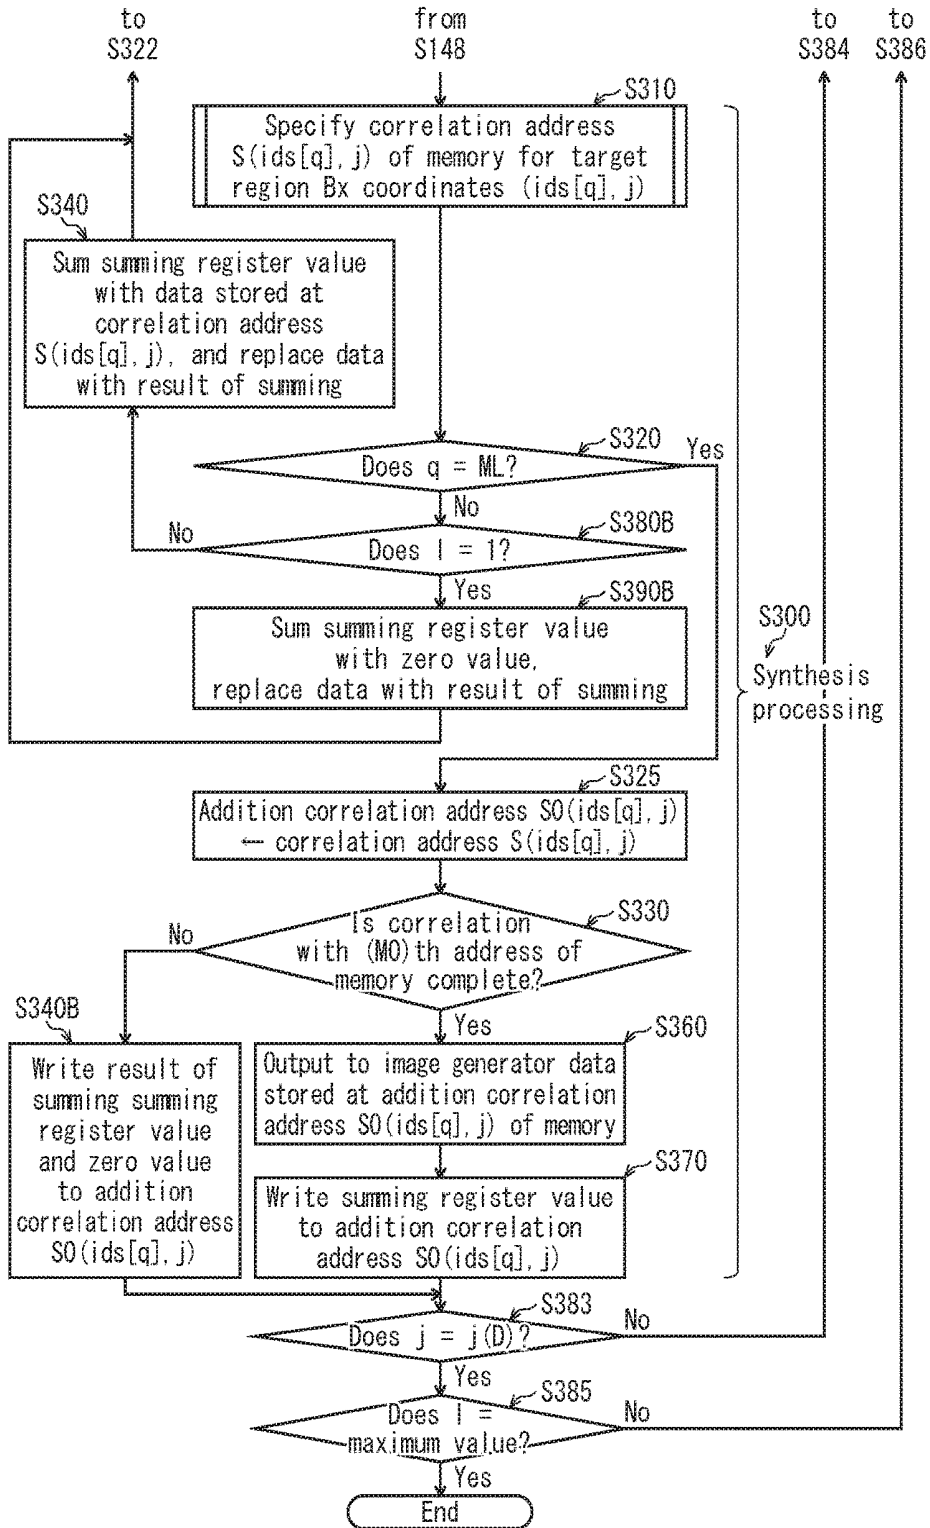 to
S322
from
S148
to
S384
to
S386
S310
Specify correlation address
S(ids[q],j) of memory for target
region Bx coordinates (ids[q],j)
S340
Sum summing register value
with data stored at
correlation address
S(ids[q],j), and replace data
with result of summing
S320
Does q = ML?
Yes
No
S380B
Does l = 1?
No
Yes
S390B
Sum summing register value
with zero value,
replace data with result of summing
S300
Synthesis
processing
S325
Addition correlation address SO(ids[q],j)
← correlation address S(ids[q],j)
S330
Is correlation
with (MO)th address of
memory complete?
No
Yes
S340B
Write result of
summing summing
register value
and zero value
to addition
correlation address
SO(ids[q],j)
S360
Output to image generator data
stored at addition correlation
address SO(ids[q],j) of memory
S370
Write summing register value
to addition correlation
address SO(ids[q],j)
S383
Does j = j(D)?
No
Yes
S385
Does l =
maximum value?
No
Yes
End